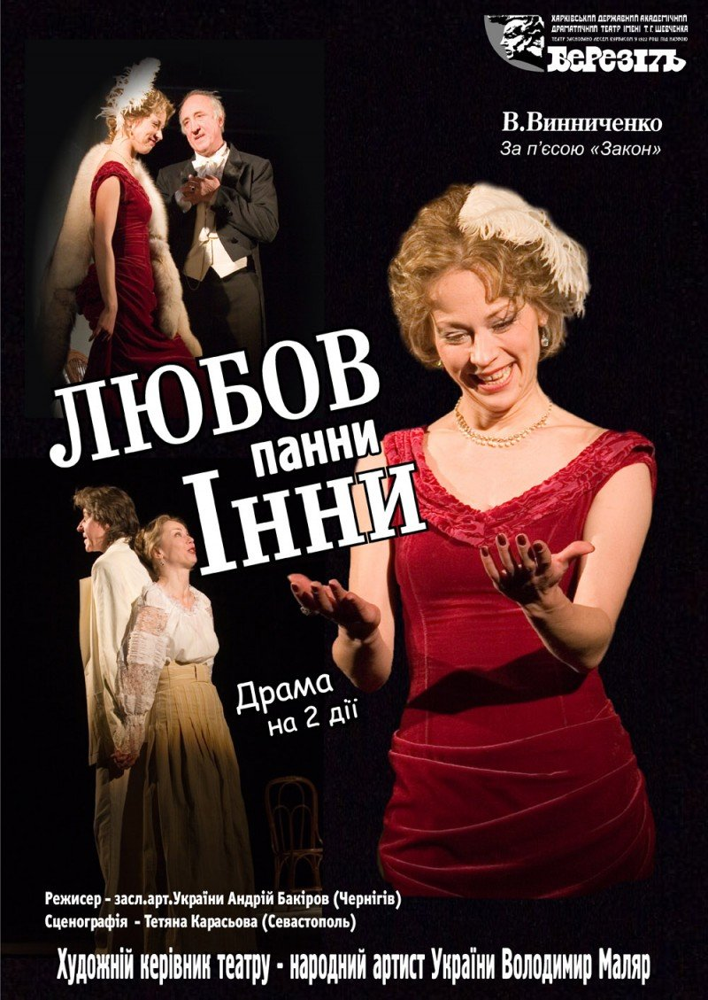 ХАРКІВСЬКИЙ ДЕРЖАВНИЙ АКАДЕМІЧНИЙ
ДРАМАТИЧНИЙ ТЕАТР ІМЕНІ Т. Г. ШЕВЧЕНКА
ТЕАТР ЗАСНОВАНО ЛЕСЕМ КУРБАСОМ У 1922 РОЦІ ПІД НАЗВОЮ
БЕРЕЗІЛЬ
В.Винниченко
За п'єсою «Закон»
ЛЮБОВ
панни
Інни
Драма
на 2 дії
Режисер - засл.арт.України Андрій Бакіров (Чернігів)
Сценографія - Тетяна Карасьова (Севастополь)
Художній керівник театру - народний артист України Володимир Маляр